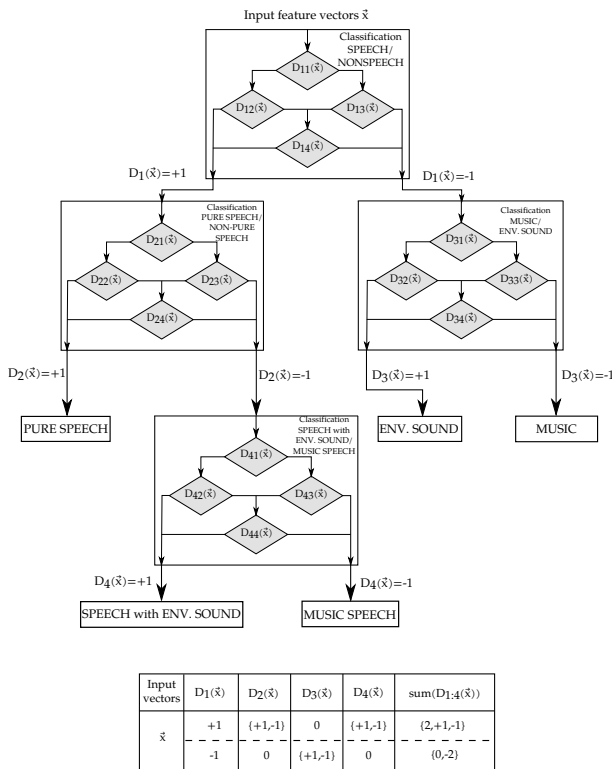 Input feature vectors x⃗
Classification
SPEECH/
NONSPEECH
D11(x⃗)
D12(x⃗)
D13(x⃗)
D14(x⃗)
D1(x⃗)=+1
D1(x⃗)=-1
Classification
PURE SPEECH/
NON-PURE
SPEECH
D21(x⃗)
D22(x⃗)
D23(x⃗)
D24(x⃗)
Classification
MUSIC/
ENV. SOUND
D31(x⃗)
D32(x⃗)
D33(x⃗)
D34(x⃗)
D2(x⃗)=+1
D2(x⃗)=-1
D3(x⃗)=+1
D3(x⃗)=-1
PURE SPEECH
ENV. SOUND
MUSIC
Classification
SPEECH with
ENV. SOUND/
MUSIC SPEECH
D41(x⃗)
D42(x⃗)
D43(x⃗)
D44(x⃗)
D4(x⃗)=+1
D4(x⃗)=-1
SPEECH with ENV. SOUND
MUSIC SPEECH
Input vectors D1(x⃗) D2(x⃗) D3(x⃗) D4(x⃗) sum(D1:4(x⃗))
x⃗ +1 {+1,-1} 0 {+1,-1} {2,+1,-1}
-1 0 {+1,-1} 0 {0,-2}